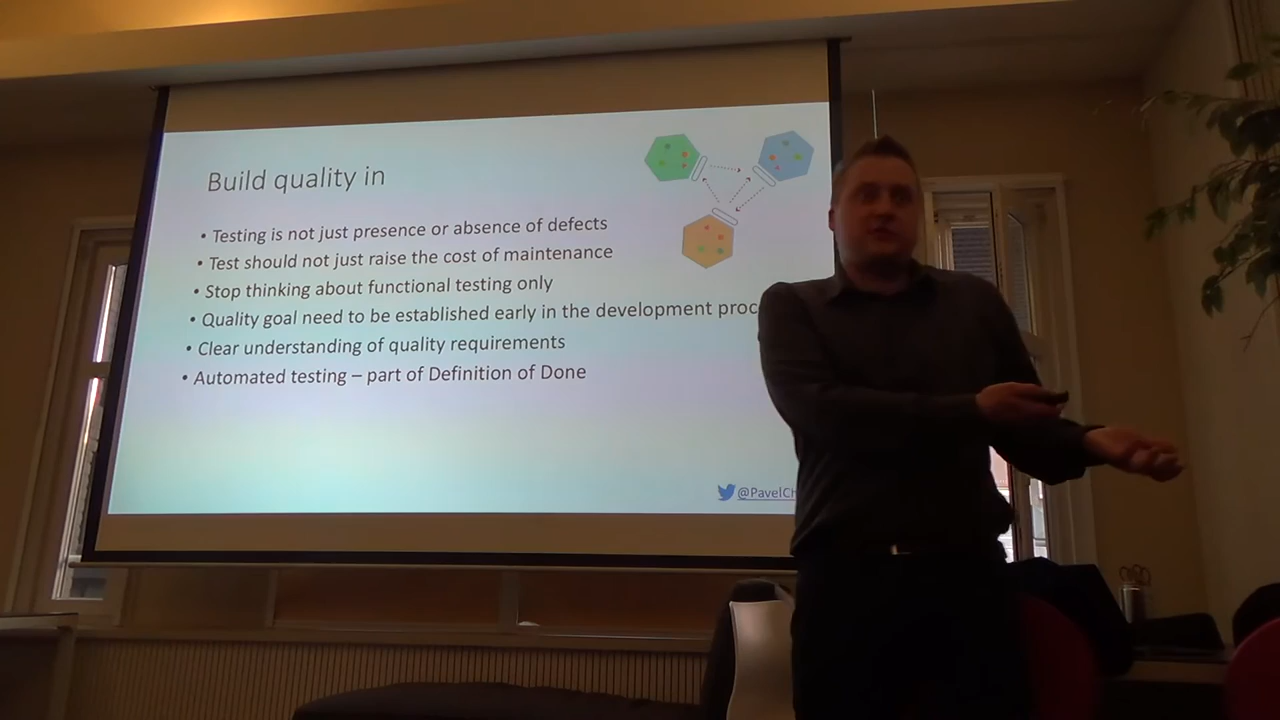 Build quality in
• Testing is not just presence or absence of defects
• Test should not just raise the cost of maintenance
• Stop thinking about functional testing only
• Quality goal need to be established early in the development proc
• Clear understanding of quality requirements
• Automated testing – part of Definition of Done
@PavelCh